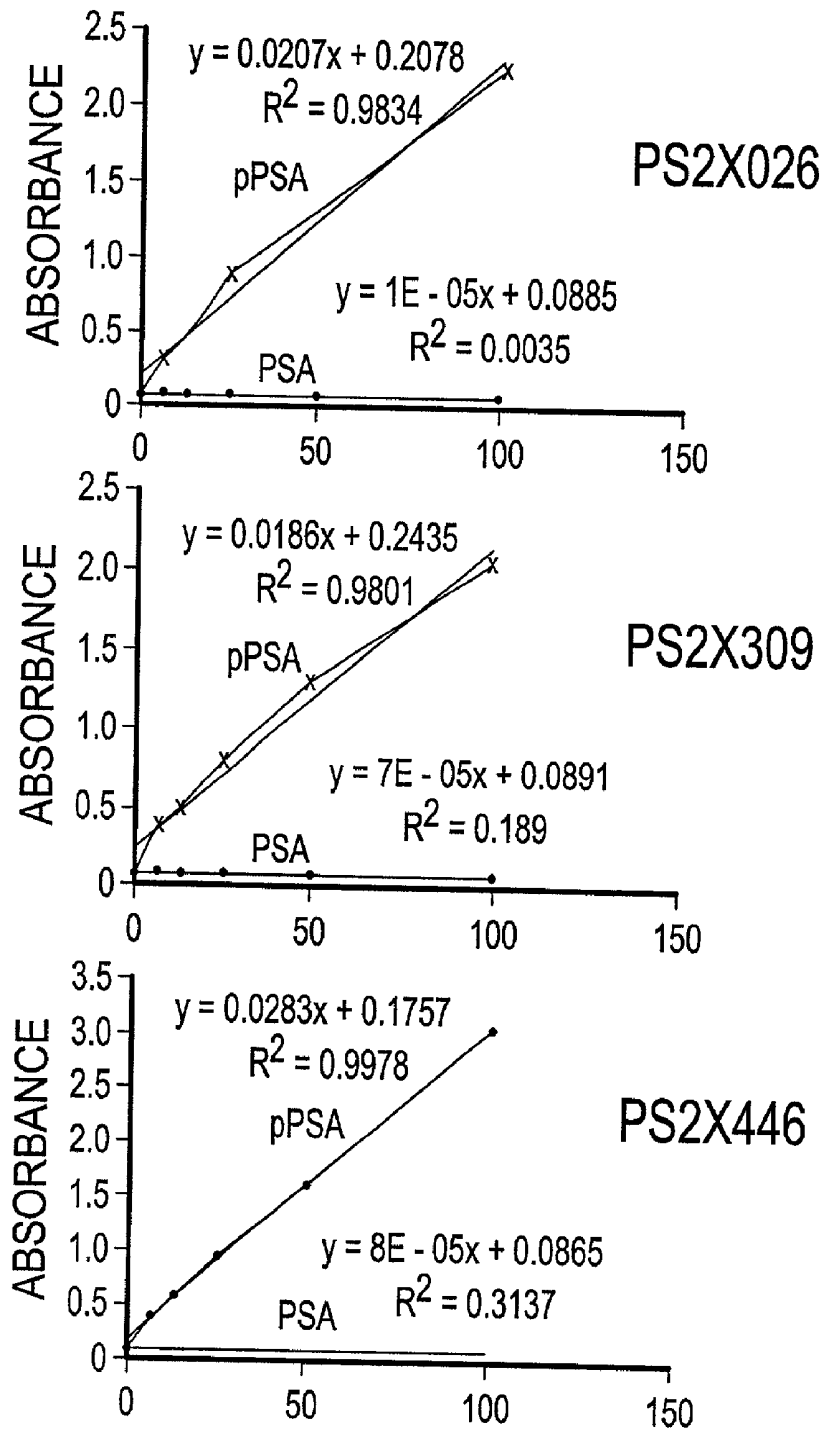 2.5
y = 0.0207x + 0.2078
2.0
R2 = 0.9834
pPSA
PS2X026
1.5
ABSORBANCE
1.0
y = 1E - 05x + 0.0885
0.5
R2 = 0.0035
PSA
0
0 50 100 150
2.5
y = 0.0186x + 0.2435
2.0
R2 = 0.9801
pPSA
PS2X309
1.5
ABSORBANCE
1.0
y = 7E - 05x + 0.0891
0.5
R2 = 0.189
PSA
0
0 50 100 150
3.5
y = 0.0283x + 0.1757
3.0
R2 = 0.9978
2.5
pPSA
PS2X446
2.0
ABSORBANCE
1.5
1.0
y = 8E - 05x + 0.0865
0.5
R2 = 0.3137
PSA
0
0 50 100 150